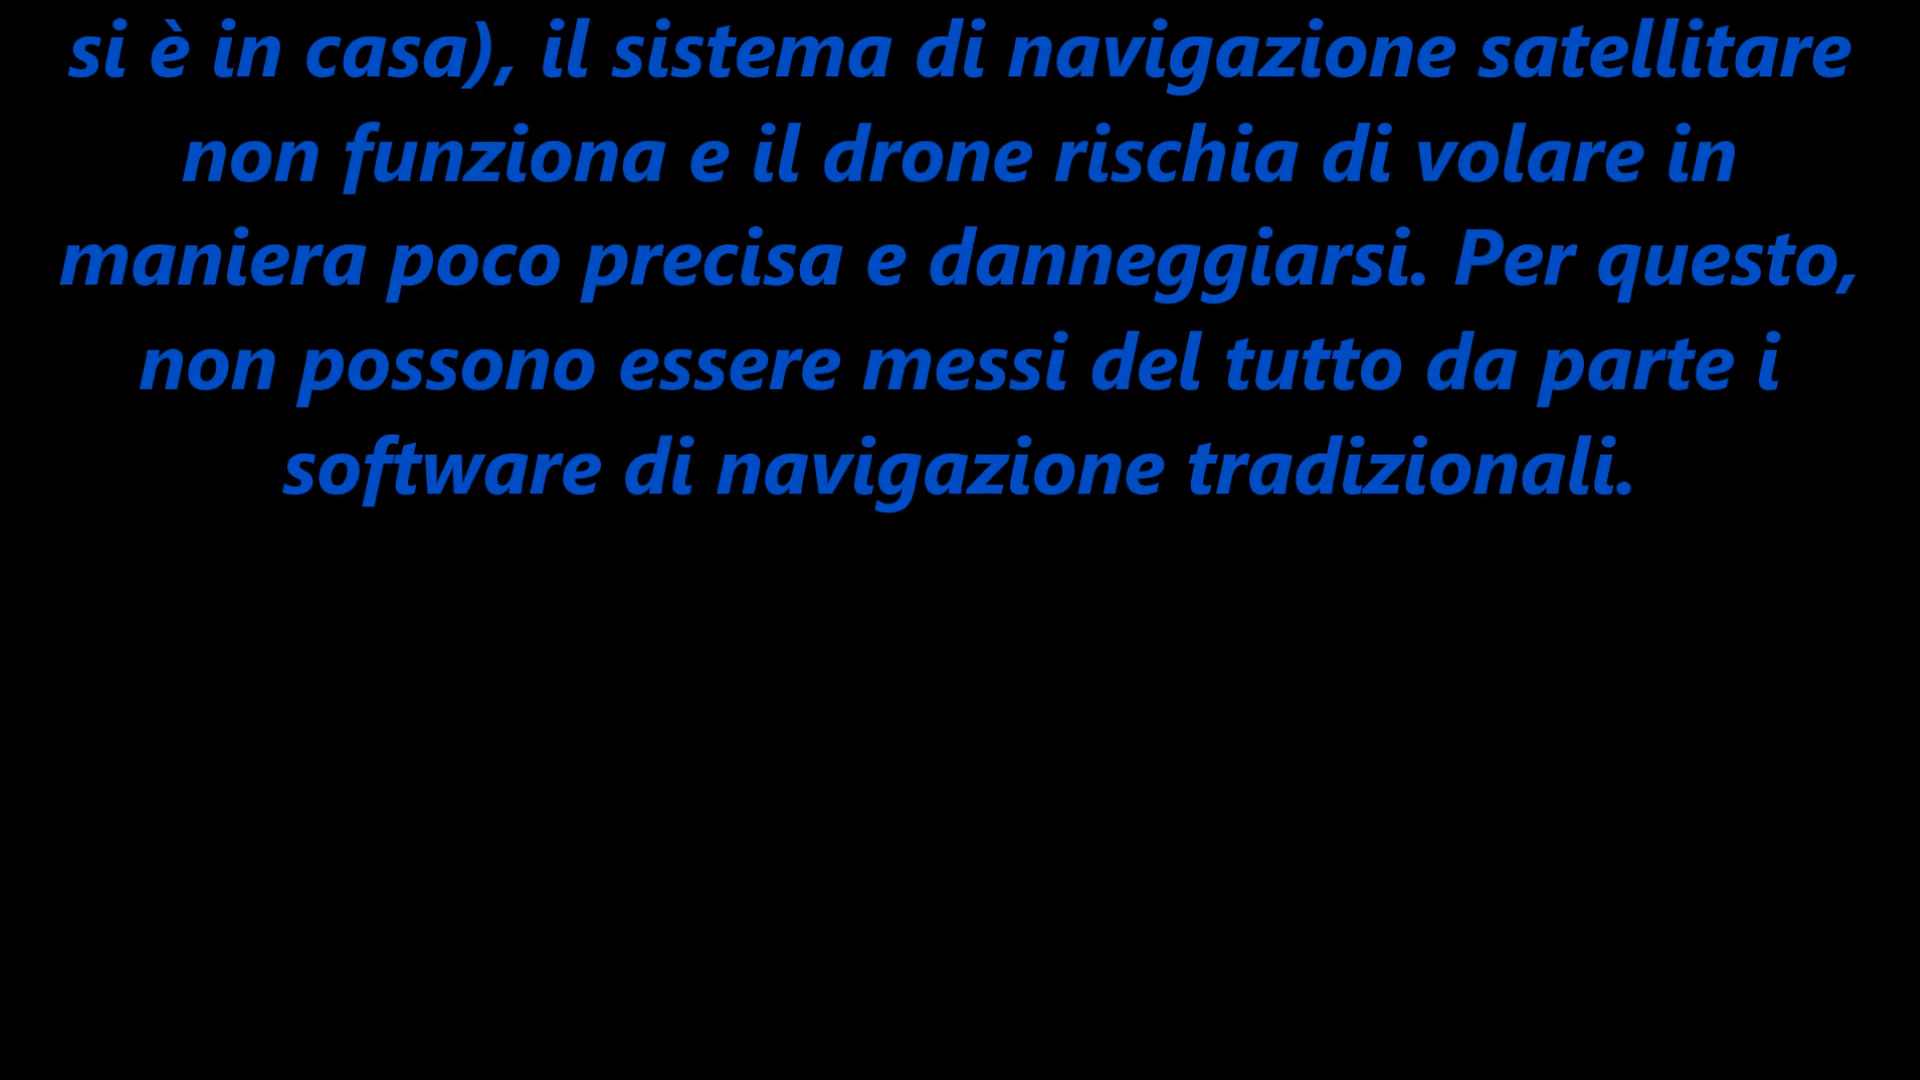 si è in casa), il sistema di navigazione satellitare
non funziona e il drone rischia di volare in
maniera poco precisa e danneggiarsi. Per questo,
non possono essere messi del tutto da parte i
software di navigazione tradizionali.